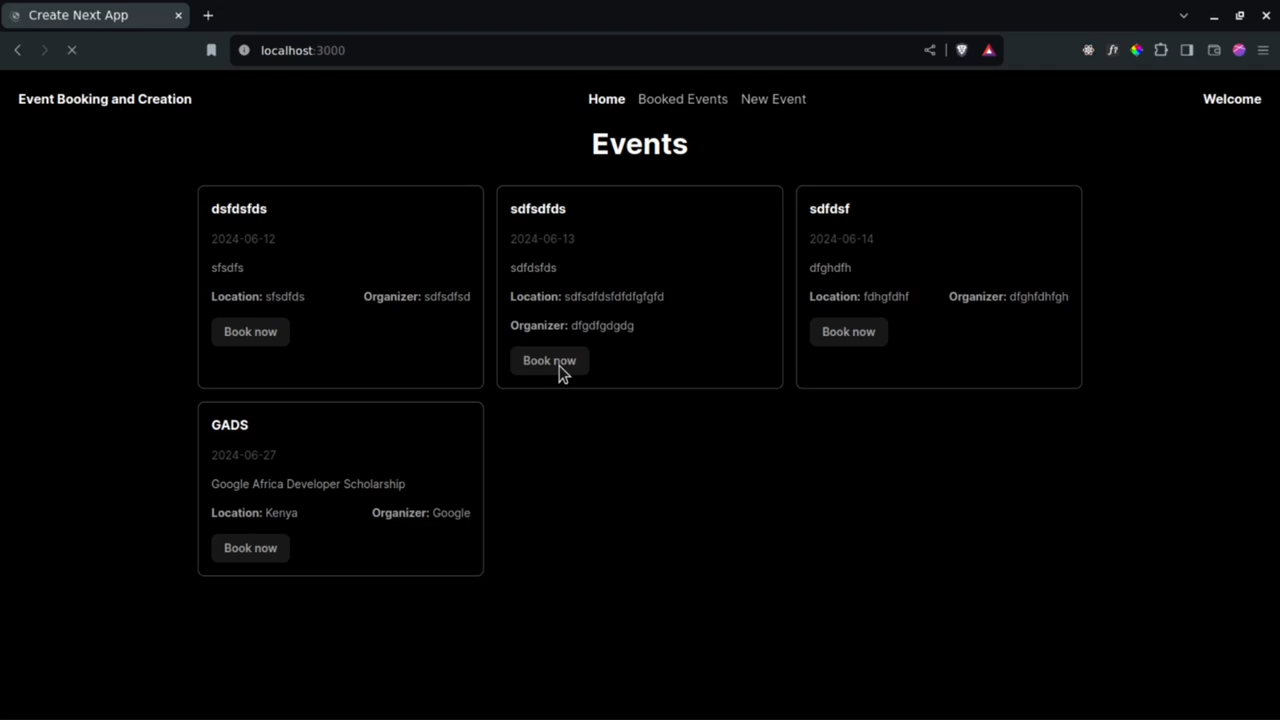 Create Next App
localhost:3000
Event Booking and Creation
Home Booked Events New Event
Welcome
Events
dsfdsfds
2024-06-12
sfsdfs
Location: sfsdfds Organizer: sdfsdfsd
Book now
sdfsdfds
2024-06-13
sdfdsfds
Location: sdfsdfdsfdfdfgfgfd
Organizer: dfgdfgdgdg
Book now
sdfdsf
2024-06-14
dfghdfh
Location: fdhgfdhf Organizer: dfghfdhfgh
Book now
GADS
2024-06-27
Google Africa Developer Scholarship
Location: Kenya Organizer: Google
Book now